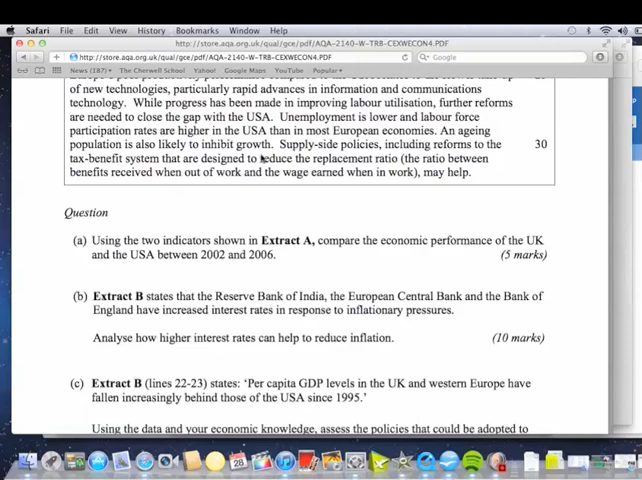 Safari File Edit View History Bookmarks Window Help
http://store.aqa.org.uk/qual/gce/pdf/AQA-2140-W-TRB-CEXWECON4.PDF
http://store.aqa.org.uk/qual/gce/pdf/AQA-2140-W-TRB-CEXWECON4.PDF Google
News (187) The Cherwell School Yahoo! Google Maps YouTube Popular
of new technologies, particularly rapid advances in information and communications
technology. While progress has been made in improving labour utilisation, further reforms
are needed to close the gap with the USA. Unemployment is lower and labour force
participation rates are higher in the USA than in most European economies. An ageing
population is also likely to inhibit growth. Supply-side policies, including reforms to the 30
tax-benefit system that are designed to reduce the replacement ratio (the ratio between
benefits received when out of work and the wage earned when in work), may help.
Question
(a) Using the two indicators shown in Extract A, compare the economic performance of the UK
and the USA between 2002 and 2006. (5 marks)
(b) Extract B states that the Reserve Bank of India, the European Central Bank and the Bank of
England have increased interest rates in response to inflationary pressures.
Analyse how higher interest rates can help to reduce inflation. (10 marks)
(c) Extract B (lines 22-23) states: ‘Per capita GDP levels in the UK and western Europe have
fallen increasingly behind those of the USA since 1995.’
Using the data and your economic knowledge, assess the policies that could be adopted to
28